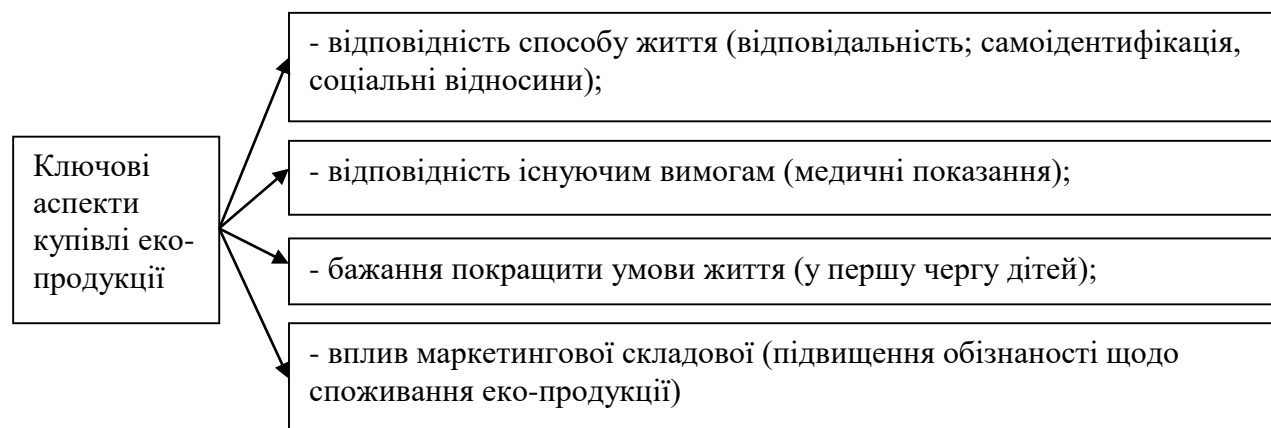 - відповідність способу життя (відповідальність; самоідентифікація,
соціальні відносини);
Ключові
аспекти
купівлі еко-
продукції
- відповідність існуючим вимогам (медичні показання);
- бажання покращити умови життя (у першу чергу дітей);
- вплив маркетингової складової (підвищення обізнаності щодо
споживання еко-продукції)